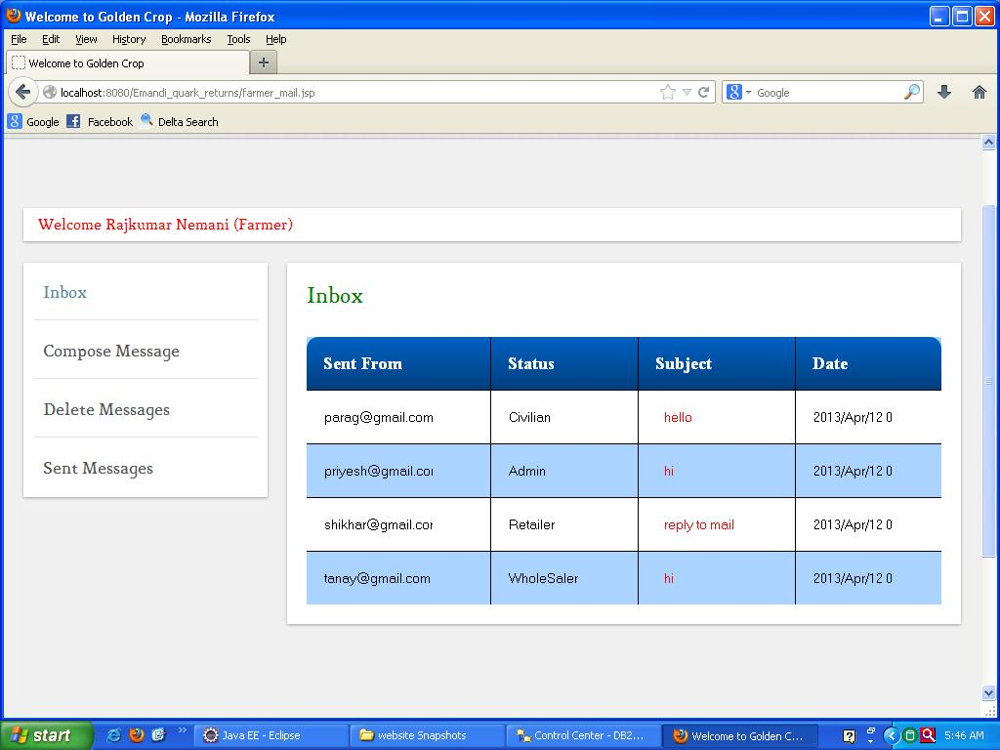 Welcome to Golden Crop - Mozilla Firefox
File Edit View History Bookmarks Tools Help
Welcome to Golden Crop
localhost:8080/Emandi_quark_returns/farmer_mail.jsp Google
Google Facebook Delta Search
Welcome Rajkumar Nemani (Farmer)
Inbox
Compose Message
Delete Messages
Sent Messages
Inbox
Sent From Status Subject Date
parag@gmail.com Civilian hello 2013/Apr/12 0
priyesh@gmail.cor Admin hi 2013/Apr/12 0
shikhar@gmail.cor Retailer reply to mail 2013/Apr/12 0
tanay@gmail.com WholeSaler hi 2013/Apr/12 0
start Java EE - Eclipse website Snapshots Control Center - DB2... Welcome to Golden C... 5:46 AM